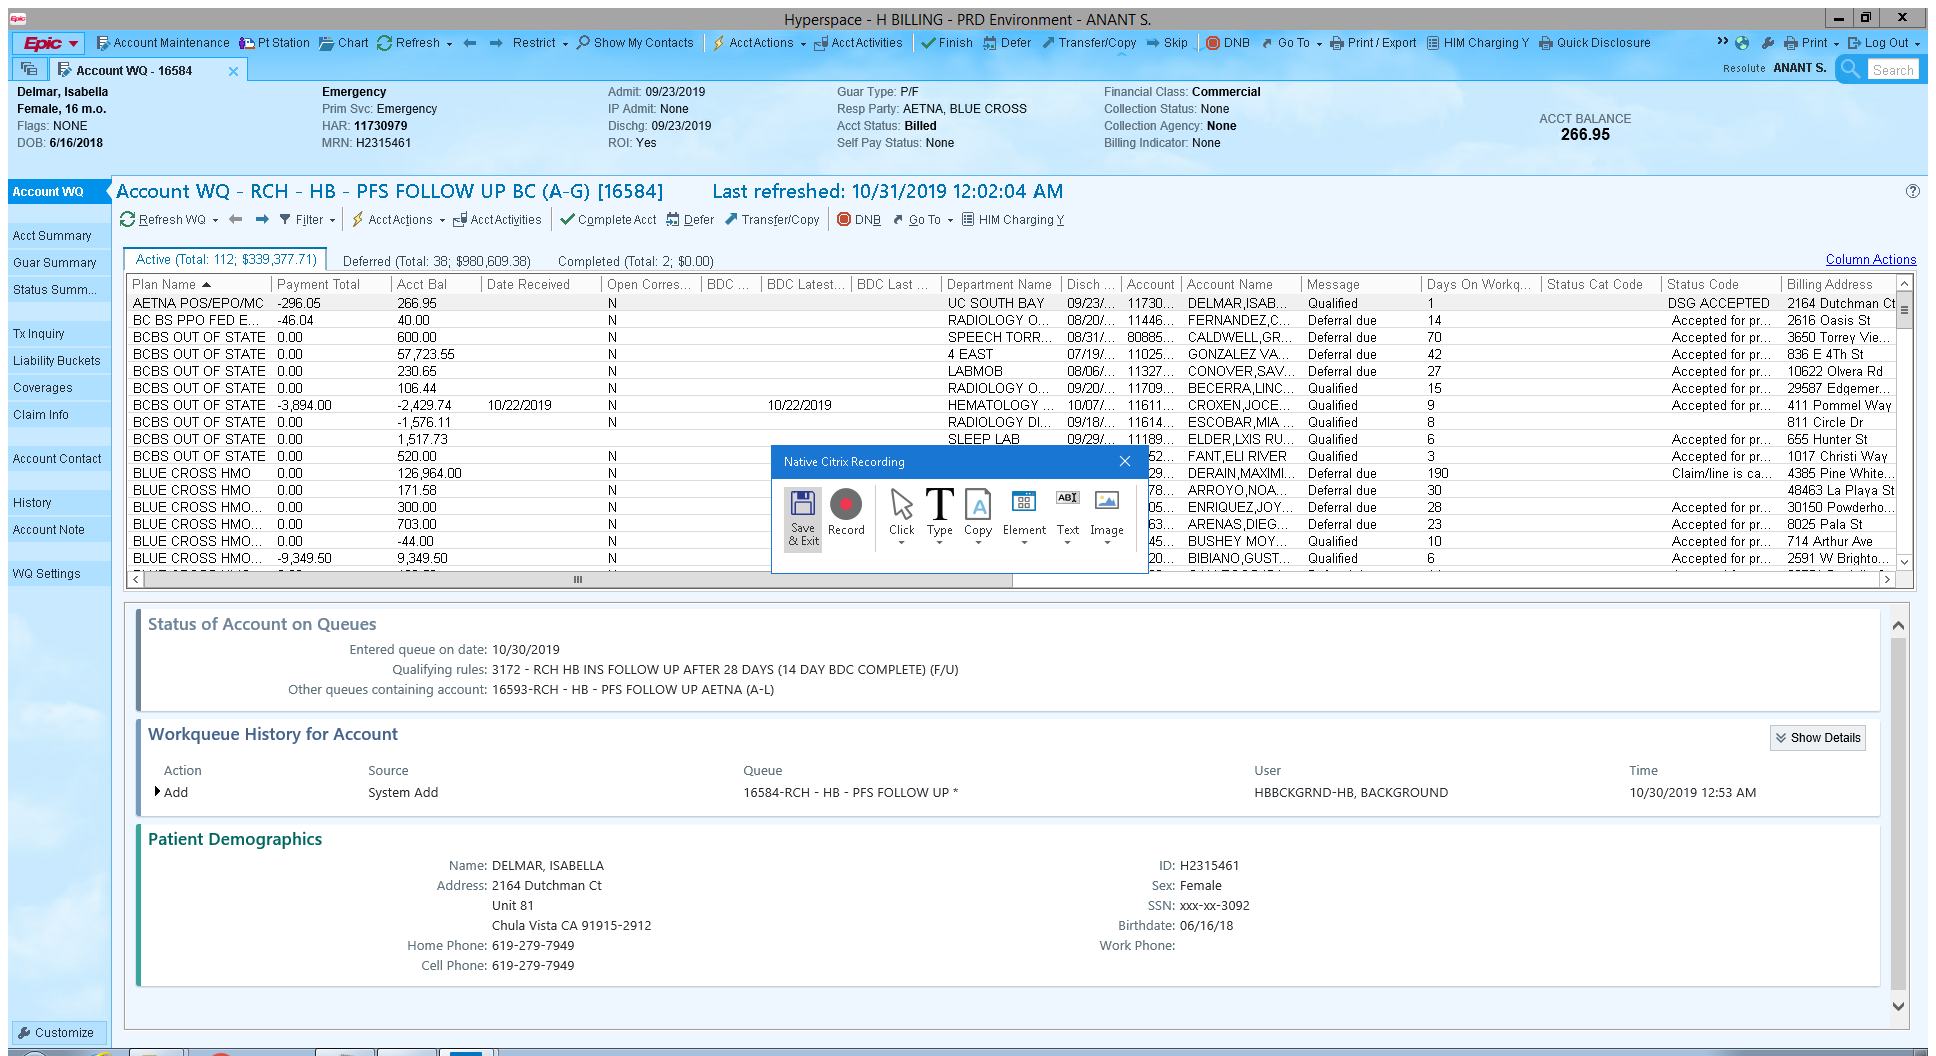 Epic
Hyperspace - H BILLING - PRD Environment - ANANT S.
Epic Account Maintenance Pt Station Chart Refresh Restrict Show My Contacts AcctActions AcctActivities Finish Defer Transfer/Copy Skip DNB Go To Print / Export HIM Charging Y Quick Disclosure Print Log Out
Account WQ - 16584 Resolute ANANT S. Search
Delmar, Isabella Emergency Admit: 09/23/2019 Guar Type: P/F Financial Class: Commercial
Female, 16 m.o. Prim Svc: Emergency IP Admit: None Resp Party: AETNA, BLUE CROSS Collection Status: None
Flags: NONE HAR: 11730979 Dischg: 09/23/2019 Acct Status: Billed Collection Agency: None
DOB: 6/16/2018 MRN: H2315461 ROI: Yes Self Pay Status: None Billing Indicator: None
ACCT BALANCE
266.95
Account WQ
Acct Summary
Guar Summary
Status Summ...
Tx Inquiry
Liability Buckets
Coverages
Claim Info
Account Contact
History
Account Note
WQ Settings
Customize
Account WQ - RCH - HB - PFS FOLLOW UP BC (A-G) [16584] Last refreshed: 10/31/2019 12:02:04 AM
Refresh WQ Filter AcctActions AcctActivities Complete Acct Defer Transfer/Copy DNB Go To HIM Charging Y
Active (Total: 112; $339,377.71) Deferred (Total: 38; $980,609.38) Completed (Total: 2; $0.00) Column Actions
Plan Name Payment Total Acct Bal Date Received Open Corres... BDC ... BDC Latest... BDC Last ... Department Name Disch ... Account Account Name Message Days On Workq... Status Cat Code Status Code Billing Address
AETNA POS/EPO/MC -296.05 266.95 N UC SOUTH BAY 09/23/... 11730... DELMAR,ISAB... Qualified 1 DSG ACCEPTED 2164 Dutchman Ct
BC BS PPO FED E... -46.04 40.00 N RADIOLOGY O... 08/20/... 11446... FERNANDEZ,C... Deferral due 14 Accepted for pr... 2616 Oasis St
BCBS OUT OF STATE 0.00 600.00 N SPEECH TORR... 08/31/... 80885... CALDWELL,GR... Deferral due 70 Accepted for pr... 3650 Torrey Vie...
BCBS OUT OF STATE 0.00 57,723.55 N 4 EAST 07/19/... 11025... GONZALEZ VA... Deferral due 42 Accepted for pr... 836 E 4Th St
BCBS OUT OF STATE 0.00 230.65 N LABMOB 08/06/... 11327... CONOVER,SAV... Deferral due 27 Accepted for pr... 10622 Olvera Rd
BCBS OUT OF STATE 0.00 106.44 N RADIOLOGY O... 09/20/... 11709... BECERRA,LINC... Qualified 15 Accepted for pr... 29587 Edgemer...
BCBS OUT OF STATE -3,894.00 -2,429.74 10/22/2019 N 10/22/2019 HEMATOLOGY ... 10/07/... 11611... CROXEN,JOCE... Qualified 9 Accepted for pr... 411 Pommel Way
BCBS OUT OF STATE 0.00 -1,576.11 N RADIOLOGY DI... 09/18/... 11614... ESCOBAR,MIA ... Qualified 8 811 Circle Dr
BCBS OUT OF STATE 0.00 1,517.73 SLEEP LAB 09/29/... 11189... ELDER,LXIS RU... Qualified 6 Accepted for pr... 655 Hunter St
BCBS OUT OF STATE 0.00 520.00 N 52... FANT,ELI RIVER Qualified 3 Accepted for pr... 1017 Christi Way
BLUE CROSS HMO 0.00 126,964.00 N 29... DERAIN,MAXIMI... Deferral due 190 Claim/line is ca... 4385 Pine White...
BLUE CROSS HMO 0.00 171.58 N 78... ARROYO,NOA... Deferral due 30 48463 La Playa St
BLUE CROSS HMO... 0.00 300.00 N 05... ENRIQUEZ,JOY... Deferral due 28 Accepted for pr... 30150 Powderho...
BLUE CROSS HMO... 0.00 703.00 N 63... ARENAS,DIEG... Deferral due 23 Accepted for pr... 8025 Pala St
BLUE CROSS HMO... 0.00 -44.00 N 45... BUSHEY MOY... Qualified 10 Accepted for pr... 714 Arthur Ave
BLUE CROSS HMO... -9,349.50 9,349.50 N 20... BIBIANO,GUST... Qualified 6 Accepted for pr... 2591 W Brighto...
Native Citrix Recording
Save & Exit Record Click Type Copy Element Text Image
Status of Account on Queues
Entered queue on date: 10/30/2019
Qualifying rules: 3172 - RCH HB INS FOLLOW UP AFTER 28 DAYS (14 DAY BDC COMPLETE) (F/U)
Other queues containing account: 16593-RCH - HB - PFS FOLLOW UP AETNA (A-L)
Workqueue History for Account Show Details
Action Source Queue User Time
Add System Add 16584-RCH - HB - PFS FOLLOW UP * HBBCKGRND-HB, BACKGROUND 10/30/2019 12:53 AM
Patient Demographics
Name: DELMAR, ISABELLA ID: H2315461
Address: 2164 Dutchman Ct Sex: Female
Unit 81 SSN: xxx-xx-3092
Chula Vista CA 91915-2912 Birthdate: 06/16/18
Home Phone: 619-279-7949 Work Phone:
Cell Phone: 619-279-7949